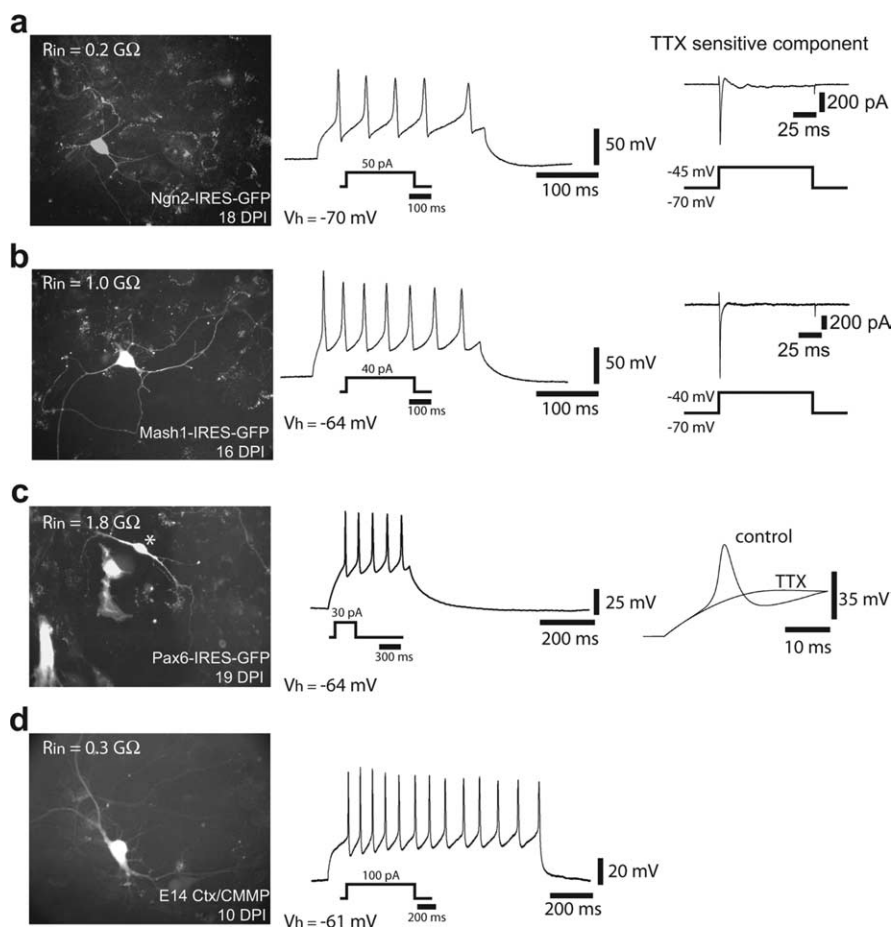 a
Rin = 0.2 GΩ
Ngn2-IRES-GFP
18 DPI
50 pA
100 ms
Vh = -70 mV
50 mV
100 ms
TTX sensitive component
200 pA
25 ms
-45 mV
-70 mV
b
Rin = 1.0 GΩ
Mash1-IRES-GFP
16 DPI
40 pA
100 ms
Vh = -64 mV
50 mV
100 ms
200 pA
25 ms
-40 mV
-70 mV
c
Rin = 1.8 GΩ
*
Pax6-IRES-GFP
19 DPI
30 pA
300 ms
Vh = -64 mV
25 mV
200 ms
control
TTX
35 mV
10 ms
d
Rin = 0.3 GΩ
E14 Ctx/CMMP
10 DPI
100 pA
200 ms
Vh = -61 mV
20 mV
200 ms